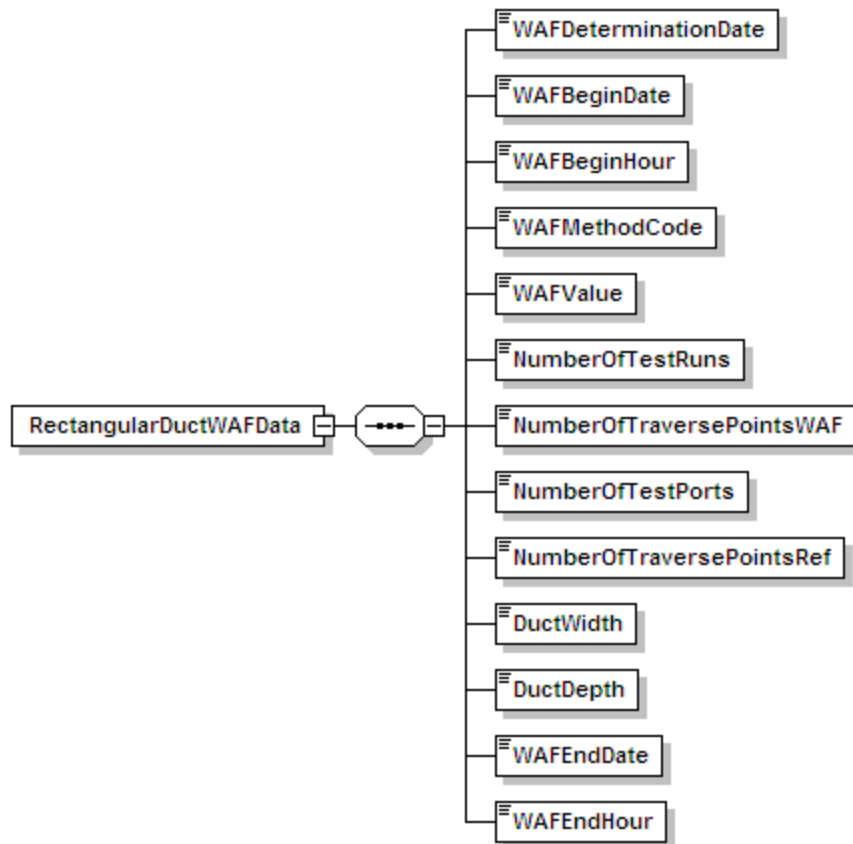 WAFDeterminationDate
WAFBeginDate
WAFBeginHour
WAFMethodCode
WAFValue
NumberOfTestRuns
RectangularDuctWAFData
NumberOfTraversePointsWAF
NumberOfTestPorts
NumberOfTraversePointsRef
DuctWidth
DuctDepth
WAFEndDate
WAFEndHour